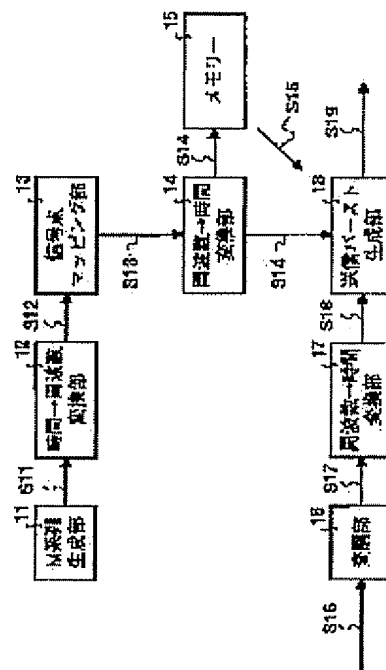 11
M系列
生成部
S11
12
時間→周波数
変換部
S12
13
信号点
マッピング部
S13
14
周波数→時間
変換部
S14
15
メモリー
S15
S14
S16
16
変調部
S17
17
周波数→時間
変換部
S18
18
送信バースト
生成部
S19